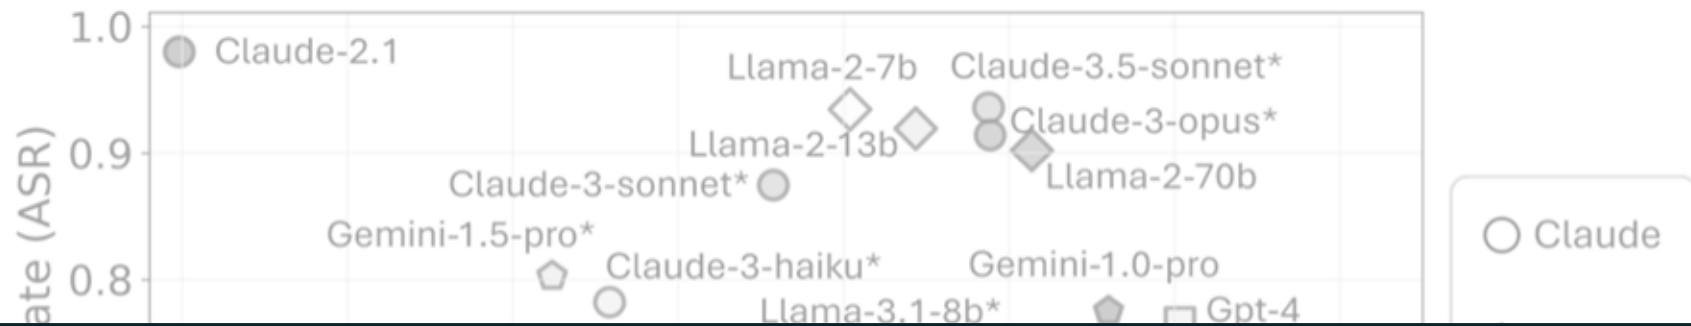 1.0
Claude-2.1
Llama-2-7b
Claude-3.5-sonnet*
Claude-3-opus*
Llama-2-13b
0.9
Llama-2-70b
Claude-3-sonnet*
Gemini-1.5-pro*
Claude
Claude-3-haiku*
Gemini-1.0-pro
0.8
Llama-3.1-8b*
Gpt-4
ate (ASR)